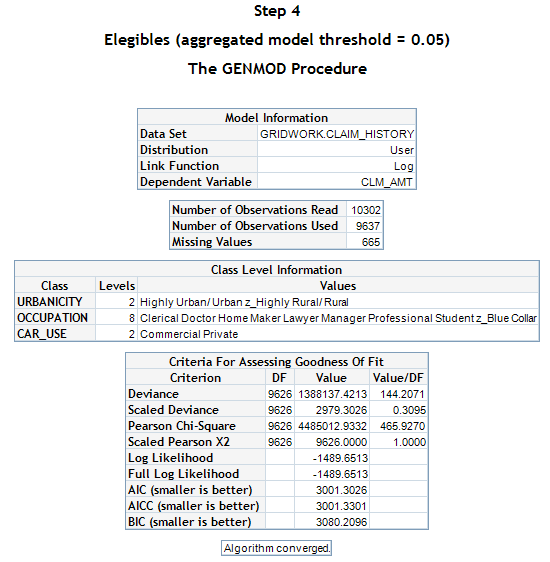 Step 4
Elegibles (aggregated model threshold = 0.05)
The GENMOD Procedure
Model Information
Data Set GRIDWORK.CLAIM_HISTORY
Distribution User
Link Function Log
Dependent Variable CLM_AMT
Number of Observations Read 10302
Number of Observations Used 9637
Missing Values 665
Class Level Information
Class Levels Values
URBANICITY 2 Highly Urban/ Urban z_Highly Rural/ Rural
OCCUPATION 8 Clerical Doctor Home Maker Lawyer Manager Professional Student z_Blue Collar
CAR_USE 2 Commercial Private
Criteria For Assessing Goodness Of Fit
Criterion DF Value Value/DF
Deviance 9626 1388137.4213 144.2071
Scaled Deviance 9626 2979.3026 0.3095
Pearson Chi-Square 9626 4485012.9332 465.9270
Scaled Pearson X2 9626 9626.0000 1.0000
Log Likelihood -1489.6513
Full Log Likelihood -1489.6513
AIC (smaller is better) 3001.3026
AICC (smaller is better) 3001.3301
BIC (smaller is better) 3080.2096
Algorithm converged.